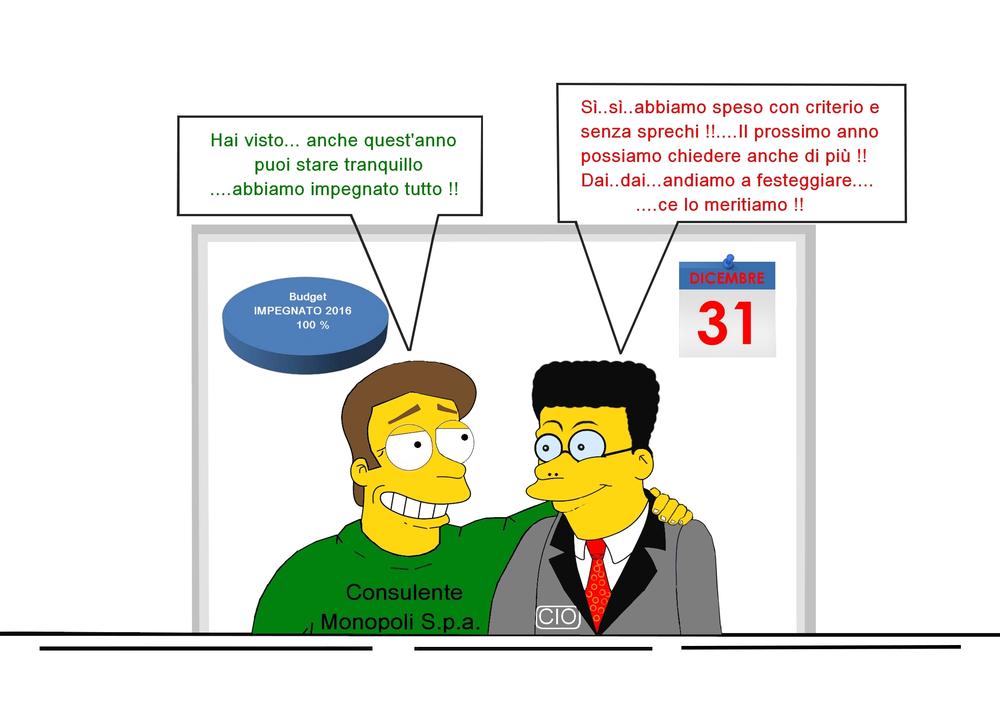 Hai visto... anche quest'anno
puoi stare tranquillo
....abbiamo impegnato tutto !!
Sì..sì..abbiamo speso con criterio e
senza sprechi !!....Il prossimo anno
possiamo chiedere anche di più !!
Dai..dai...andiamo a festeggiare....
....ce lo meritiamo !!
Budget
IMPEGNATO 2016
100 %
DICEMBRE
31
Consulente
Monopoli S.p.a.
CIO